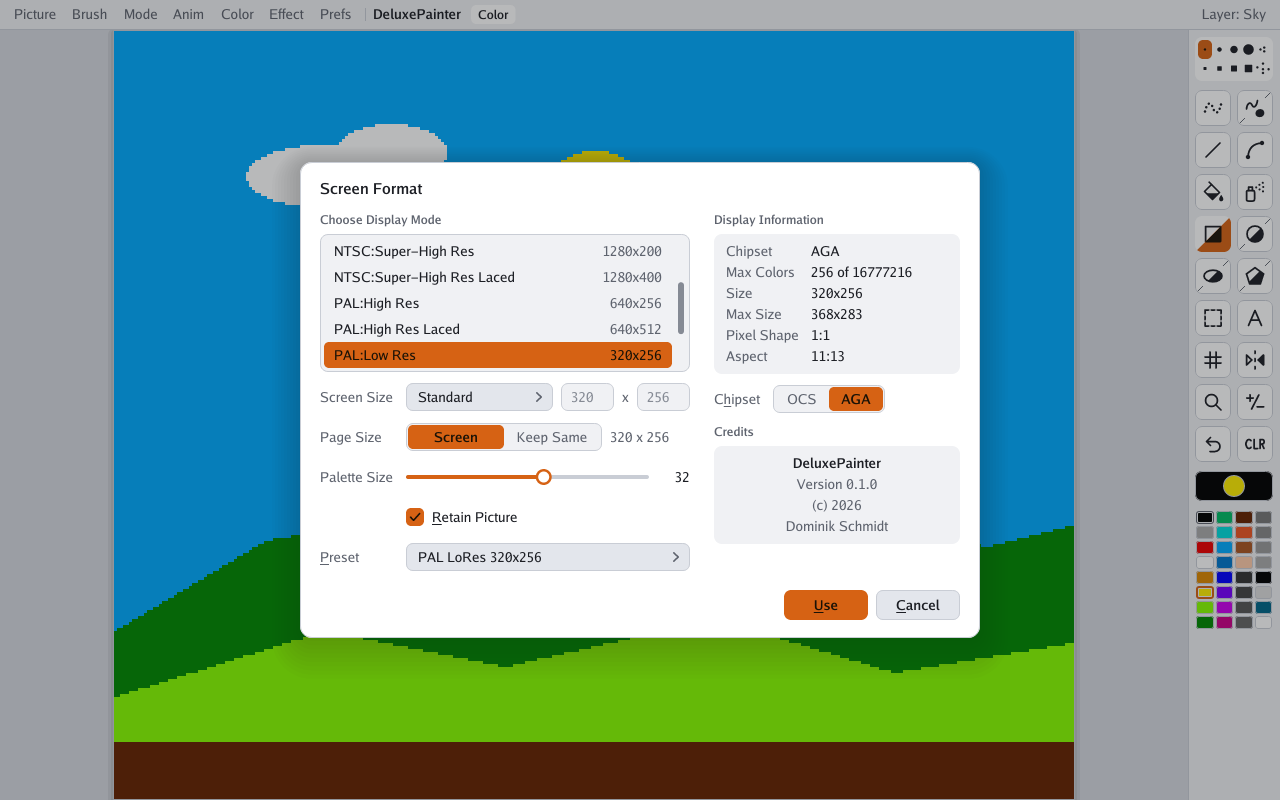 Picture Brush Mode Anim Color Effect Prefs DeluxePainter Color Layer: Sky
Screen Format
Choose Display Mode
NTSC:Super-High Res 1280x200
NTSC:Super-High Res Laced 1280x400
PAL:High Res 640x256
PAL:High Res Laced 640x512
PAL:Low Res 320x256
Screen Size Standard 320 x 256
Page Size Screen Keep Same 320 x 256
Palette Size 32
Retain Picture
Preset PAL LoRes 320x256
Display Information
Chipset AGA
Max Colors 256 of 16777216
Size 320x256
Max Size 368x283
Pixel Shape 1:1
Aspect 11:13
Chipset OCS AGA
Credits
DeluxePainter
Version 0.1.0
(c) 2026
Dominik Schmidt
Use Cancel
A
+/-
CLR